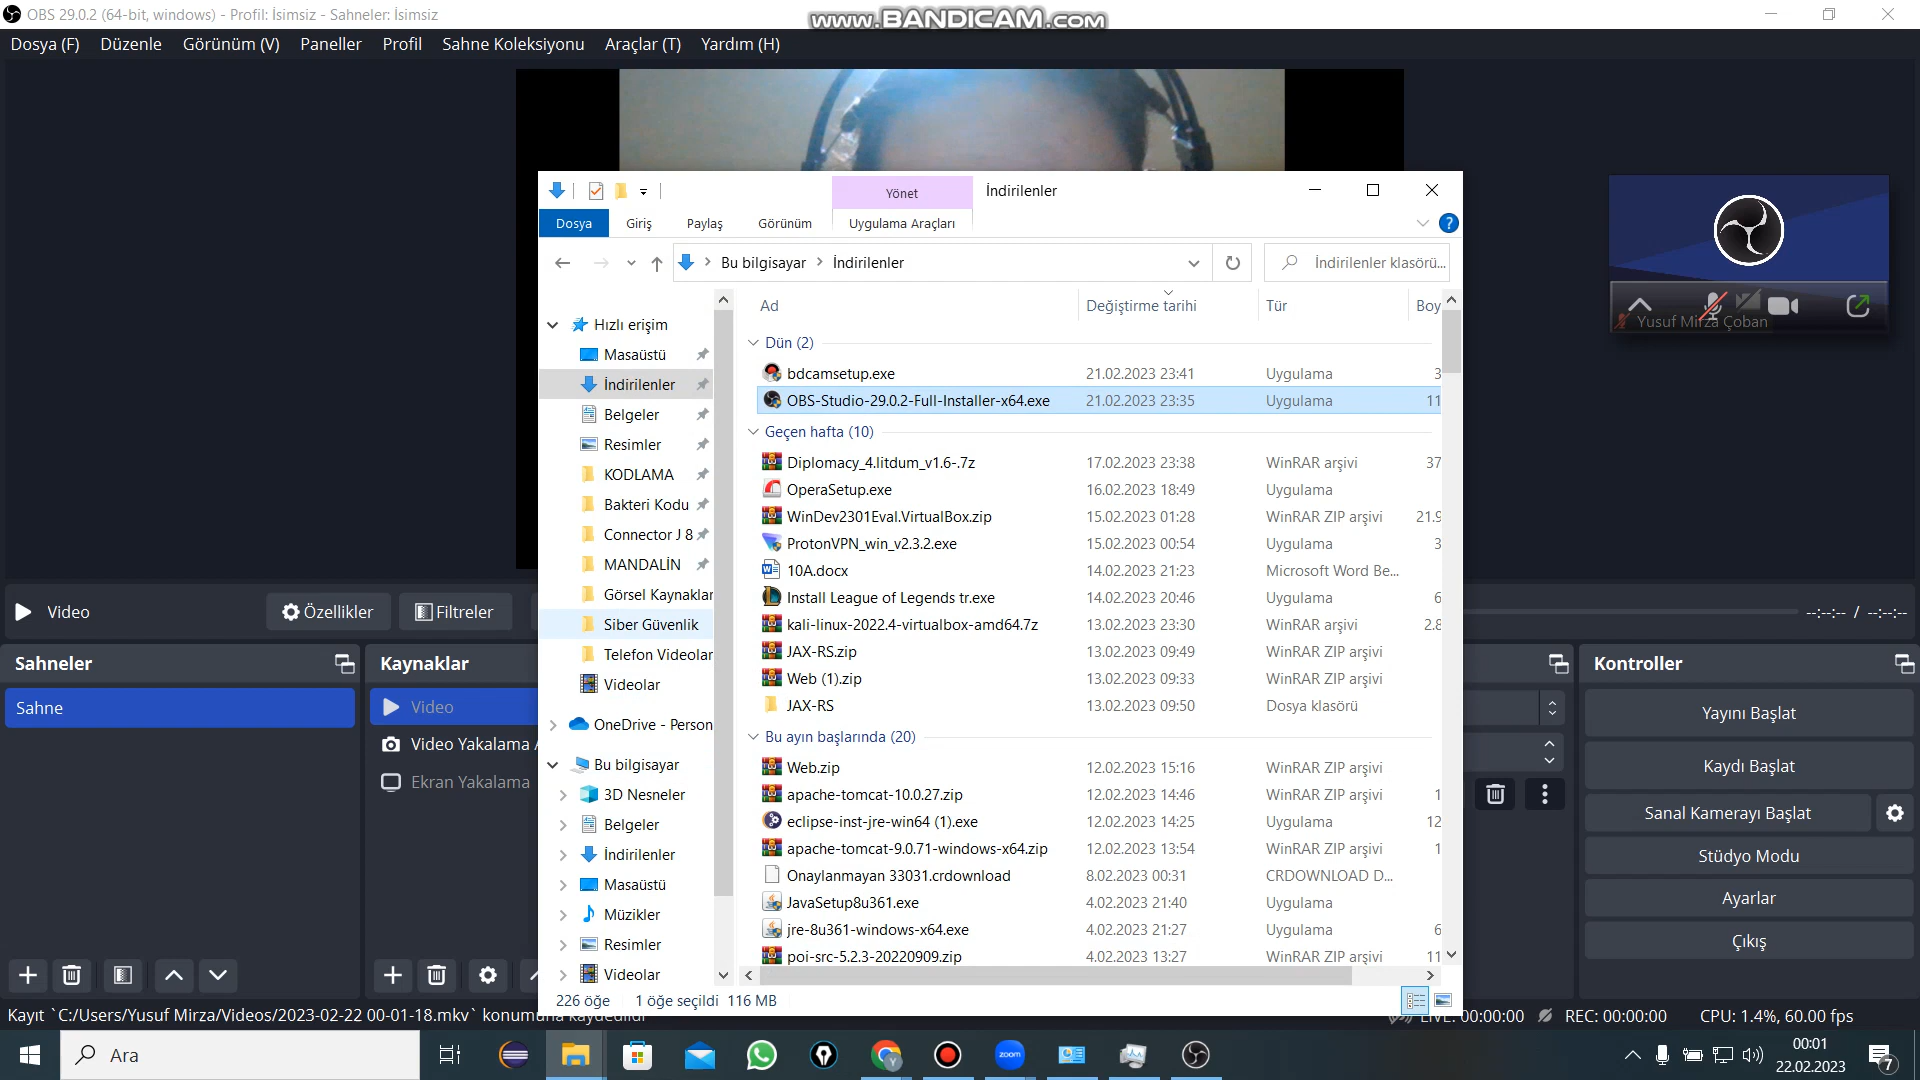 OBS 29.0.2 (64-bit, windows) - Profil: İsimsiz - Sahneler: İsimsiz
www.BANDICAM.com
Dosya (F) Düzenle Görünüm (V) Paneller Profil Sahne Koleksiyonu Araçlar (T) Yardım (H)
Yönet
İndirilenler
Dosya Giriş Paylaş Görünüm Uygulama Araçları
Bu bilgisayar > İndirilenler
İndirilenler klasörü...
Yusuf Mirza Çoban
Ad Değiştirme tarihi Tür Boy
Hızlı erişim
Masaüstü
İndirilenler
Belgeler
Resimler
KODLAMA
Bakteri Kodu
Connector J 8
MANDALİN
Görsel Kaynaklar
Siber Güvenlik
Telefon Videolar
Videolar
OneDrive - Person
Bu bilgisayar
3D Nesneler
Belgeler
İndirilenler
Masaüstü
Müzikler
Resimler
Videolar
Dün (2)
bdcamsetup.exe 21.02.2023 23:41 Uygulama 3
OBS-Studio-29.0.2-Full-Installer-x64.exe 21.02.2023 23:35 Uygulama 11
Geçen hafta (10)
Diplomacy_4.litdum_v1.6-.7z 17.02.2023 23:38 WinRAR arşivi 37
OperaSetup.exe 16.02.2023 18:49 Uygulama
WinDev2301Eval.VirtualBox.zip 15.02.2023 01:28 WinRAR ZIP arşivi 21.9
ProtonVPN_win_v2.3.2.exe 15.02.2023 00:54 Uygulama 3
10A.docx 14.02.2023 21:23 Microsoft Word Be...
Install League of Legends tr.exe 14.02.2023 20:46 Uygulama 6
kali-linux-2022.4-virtualbox-amd64.7z 13.02.2023 23:30 WinRAR arşivi 2.8
JAX-RS.zip 13.02.2023 09:49 WinRAR ZIP arşivi
Web (1).zip 13.02.2023 09:33 WinRAR ZIP arşivi
JAX-RS 13.02.2023 09:50 Dosya klasörü
Bu ayın başlarında (20)
Web.zip 12.02.2023 15:16 WinRAR ZIP arşivi
apache-tomcat-10.0.27.zip 12.02.2023 14:46 WinRAR ZIP arşivi 1
eclipse-inst-jre-win64 (1).exe 12.02.2023 14:25 Uygulama 12
apache-tomcat-9.0.71-windows-x64.zip 12.02.2023 13:54 WinRAR ZIP arşivi 1
Onaylanmayan 33031.crdownload 8.02.2023 00:31 CRDOWNLOAD D...
JavaSetup8u361.exe 4.02.2023 21:40 Uygulama
jre-8u361-windows-x64.exe 4.02.2023 21:27 Uygulama 6
poi-src-5.2.3-20220909.zip 4.02.2023 13:27 WinRAR ZIP arşivi 11
226 öğe 1 öğe seçildi 116 MB
Video Özellikler Filtreler
--:--:-- / --:--:--
Sahneler
Sahne
Kaynaklar
Video
Video Yakalama A
Ekran Yakalama
Kontroller
Yayını Başlat
Kaydı Başlat
Sanal Kamerayı Başlat
Stüdyo Modu
Ayarlar
Çıkış
Kayıt `C:/Users/Yusuf Mirza/Videos/2023-02-22 00-01-18.mkv` konumuna kaydedildi
LIVE: 00:00:00 REC: 00:00:00 CPU: 1.4%, 60.00 fps
Ara
zoom
00:01
22.02.2023
7